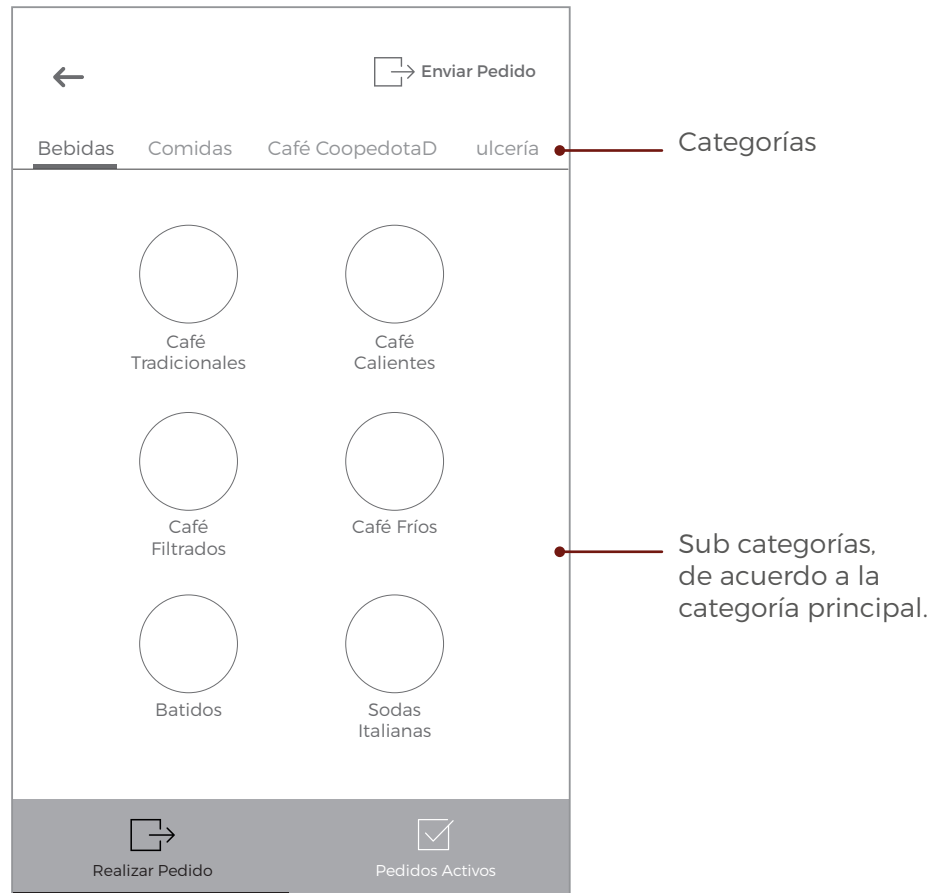 Enviar Pedido
Bebidas Comidas Café CoopedotaD ulcería
Categorías
Café
Tradicionales
Café
Calientes
Café
Filtrados
Café Fríos
Sub categorías,
de acuerdo a la
categoría principal.
Batidos
Sodas
Italianas
Realizar Pedido
Pedidos Activos